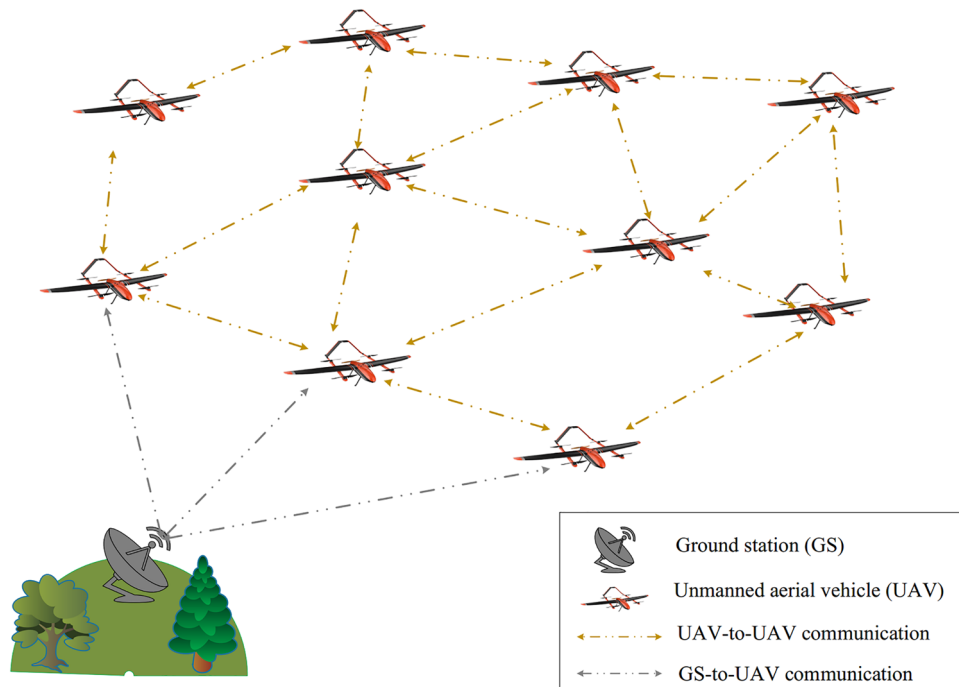 Ground station (GS)
Unmanned aerial vehicle (UAV)
UAV-to-UAV communication
GS-to-UAV communication